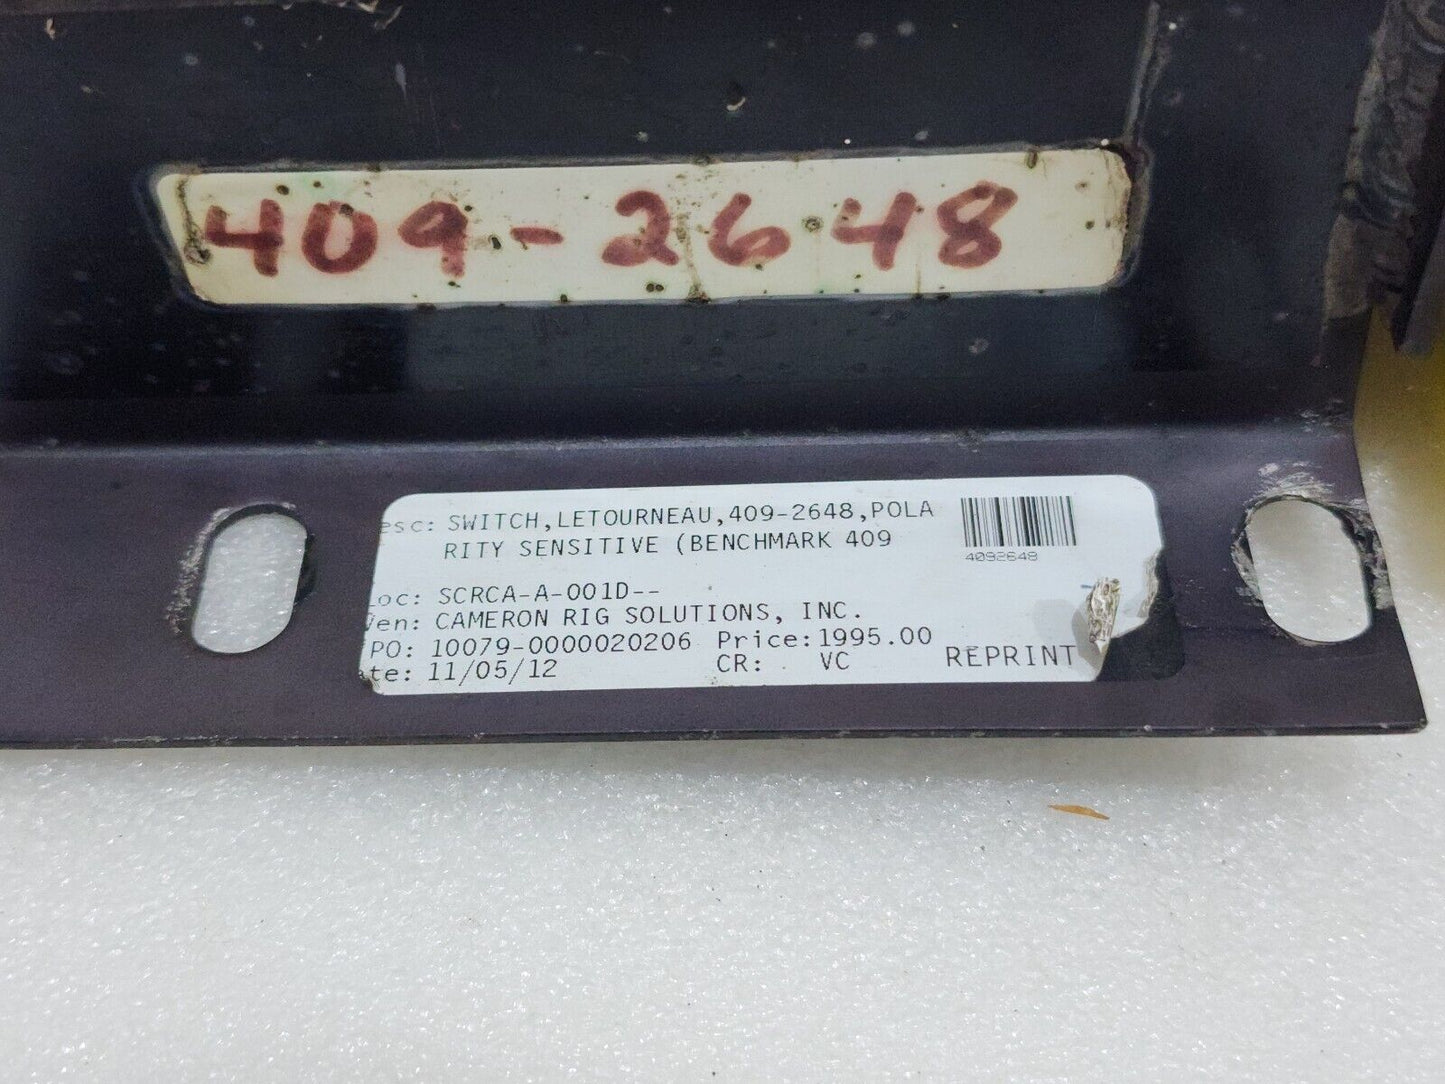 409-2648
esc: SWITCH,LETOURNEAU,409-2648,POLA
RITY SENSITIVE (BENCHMARK 409
4092648
oc: SCRCA-A-001D--
Ven: CAMERON RIG SOLUTIONS, INC.
PO: 10079-0000020206 Price:1995.00
te: 11/05/12 CR: VC REPRINT